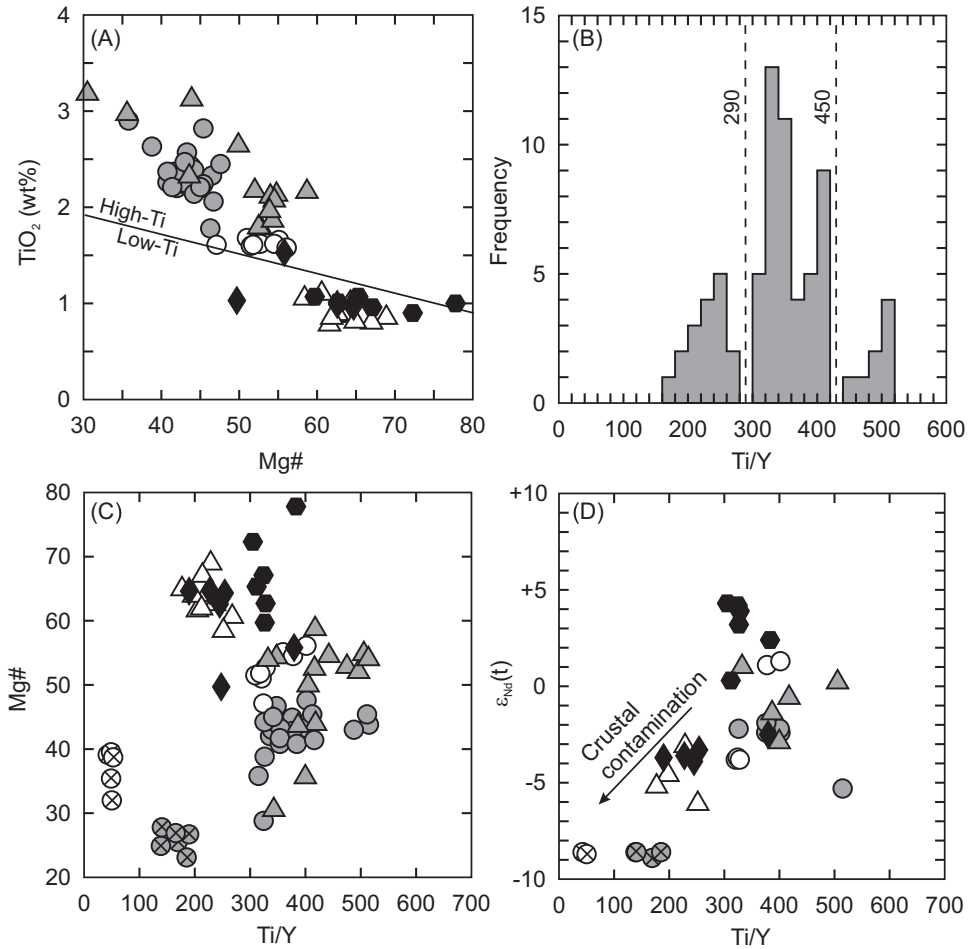 (A)
4
3
2
1
0
TiO₂ (wt%)
High-Ti
Low-Ti
30 40 50 60 70 80
Mg#
(B)
15
10
5
0
Frequency
290
450
0 100 200 300 400 500 600
Ti/Y
(C)
80
70
60
50
40
30
20
Mg#
0 100 200 300 400 500 600 700
Ti/Y
(D)
+10
+5
0
-5
-10
εNd(t)
Crustal
contamination
0 100 200 300 400 500 600 700
Ti/Y